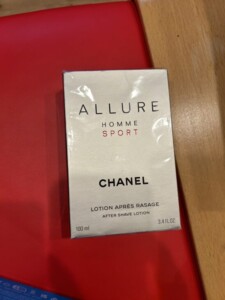 ALLURE
HOMME
SPORT
CHANEL
LOTION APRÈS RASAGE
AFTER SHAVE LOTION
100 ml 3.4 FL.OZ